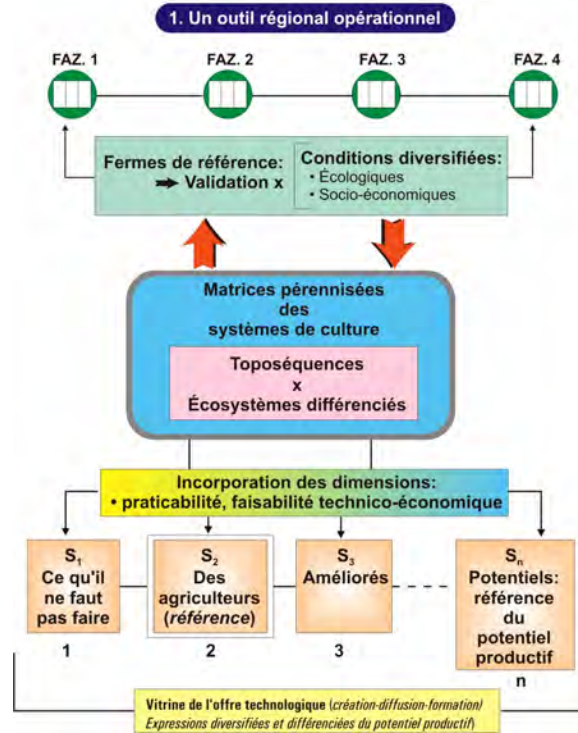 1. Un outil régional opérationnel
FAZ. 1
FAZ. 2
FAZ. 3
FAZ. 4
Fermes de référence:
➡ Validation x
Conditions diversifiées:
• Écologiques
• Socio-économiques
Matrices pérennisées
des
systèmes de culture
Toposéquences
x
Écosystèmes différenciés
Incorporation des dimensions:
• praticabilité, faisabilité technico-économique
S₁
Ce qu'il
ne faut
pas faire
1
S₂
Des
agriculteurs
(référence)
2
S₃
Améliorés
3
Sₙ
Potentiels:
référence
du
potentiel
productif
n
Vitrine de l'offre technologique (création-diffusion-formation)
Expressions diversifiées et différenciées du potentiel productif)